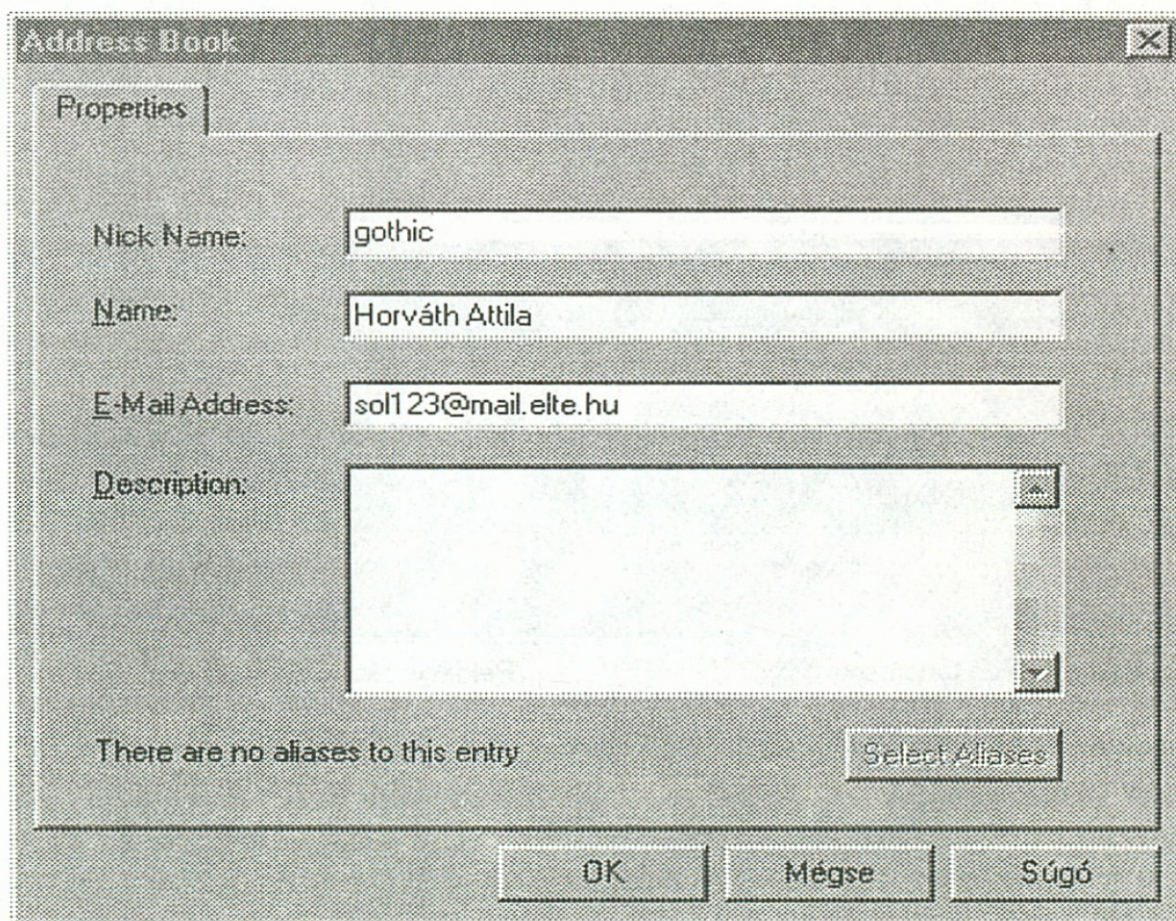 Address Book
Properties
Nick Name: gothic
Name: Horváth Attila
E-Mail Address: sol123@mail.elte.hu
Description:
There are no aliases to this entry Select Aliases
OK Mégse Súgó